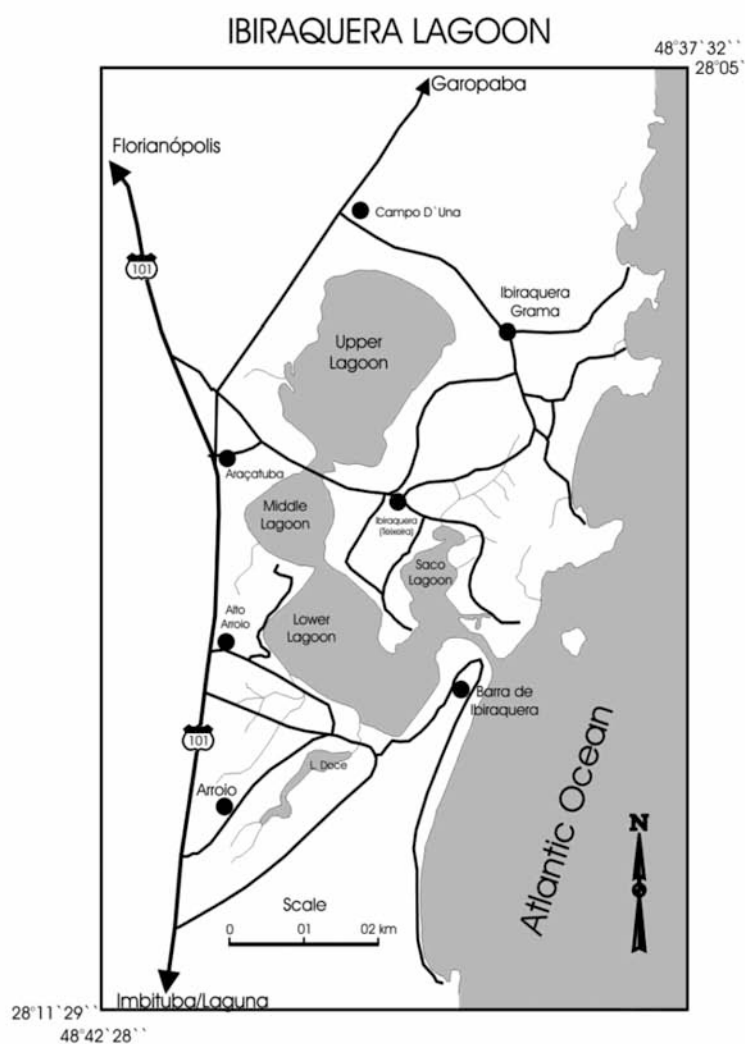 IBIRAQUERA LAGOON
48°37`32``
28°05`
Garopaba
Florianópolis
Campo D`Una
101
Ibiraquera
Grama
Upper
Lagoon
Araçatuba
Middle
Lagoon
Ibiraquera
(Teixeira)
Saco
Lagoon
Alto
Arroio
Lower
Lagoon
Barra de
Ibiraquera
101
L. Doce
Arroio
Atlantic Ocean
N
Scale
0 01 02 km
Imbituba/Laguna
28°11`29``
48°42`28``